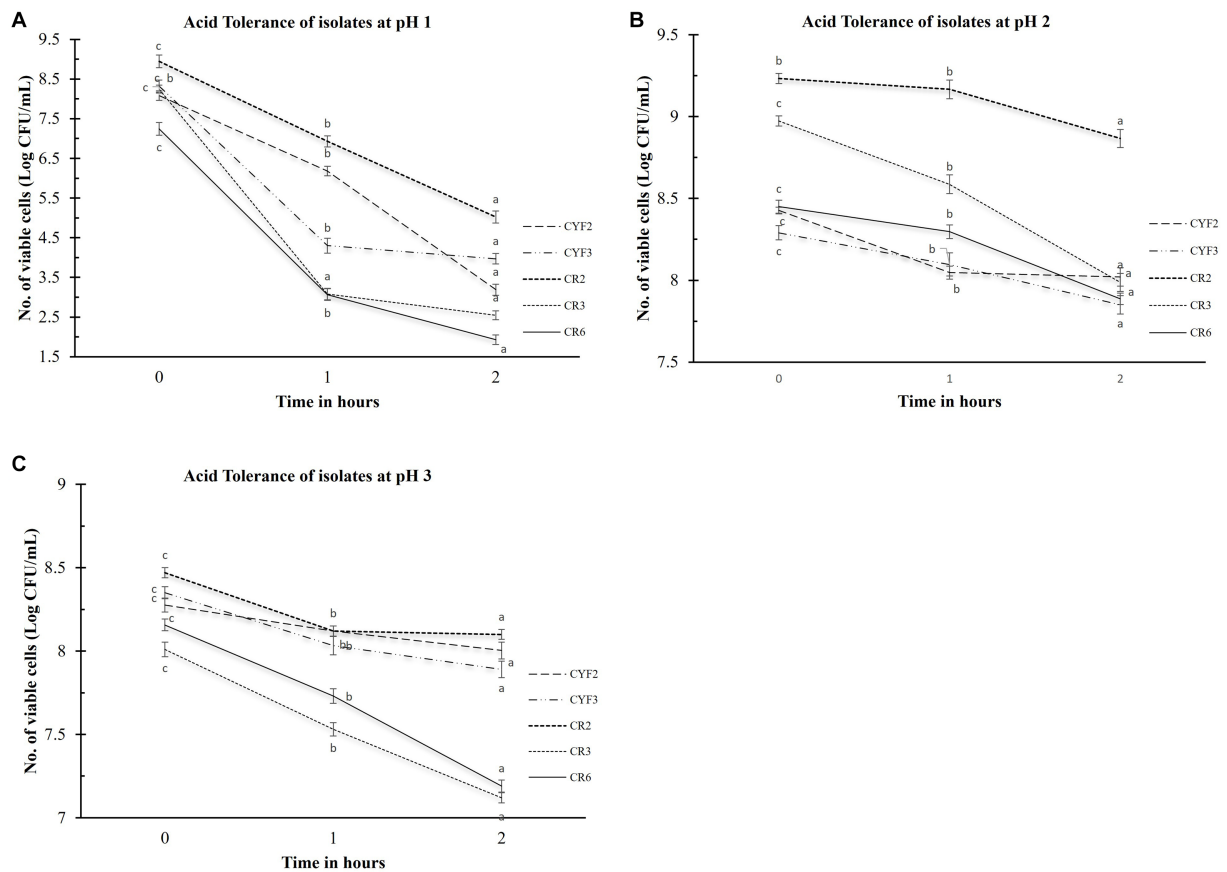 A
Acid Tolerance of isolates at pH 1
No. of viable cells (Log CFU/mL)
9.5
8.5
7.5
6.5
5.5
4.5
3.5
2.5
1.5
c
c b
c
c
b
b
b
a
b
a
a
a
a
a
0
1
2
Time in hours
CYF2
CYF3
CR2
CR3
CR6
B
Acid Tolerance of isolates at pH 2
No. of viable cells (Log CFU/mL)
9.5
9
8.5
8
7.5
b
b
a
c
b
c
b
c
c
b
b
a
a
a
a
0
1
2
Time in hours
CYF2
CYF3
CR2
CR3
CR6
C
Acid Tolerance of isolates at pH 3
No. of viable cells (Log CFU/mL)
9
8.5
8
7.5
7
c
c
c
c
c
b
bb
b
b
a
a
a
a
a
0
1
2
Time in hours
CYF2
CYF3
CR2
CR3
CR6